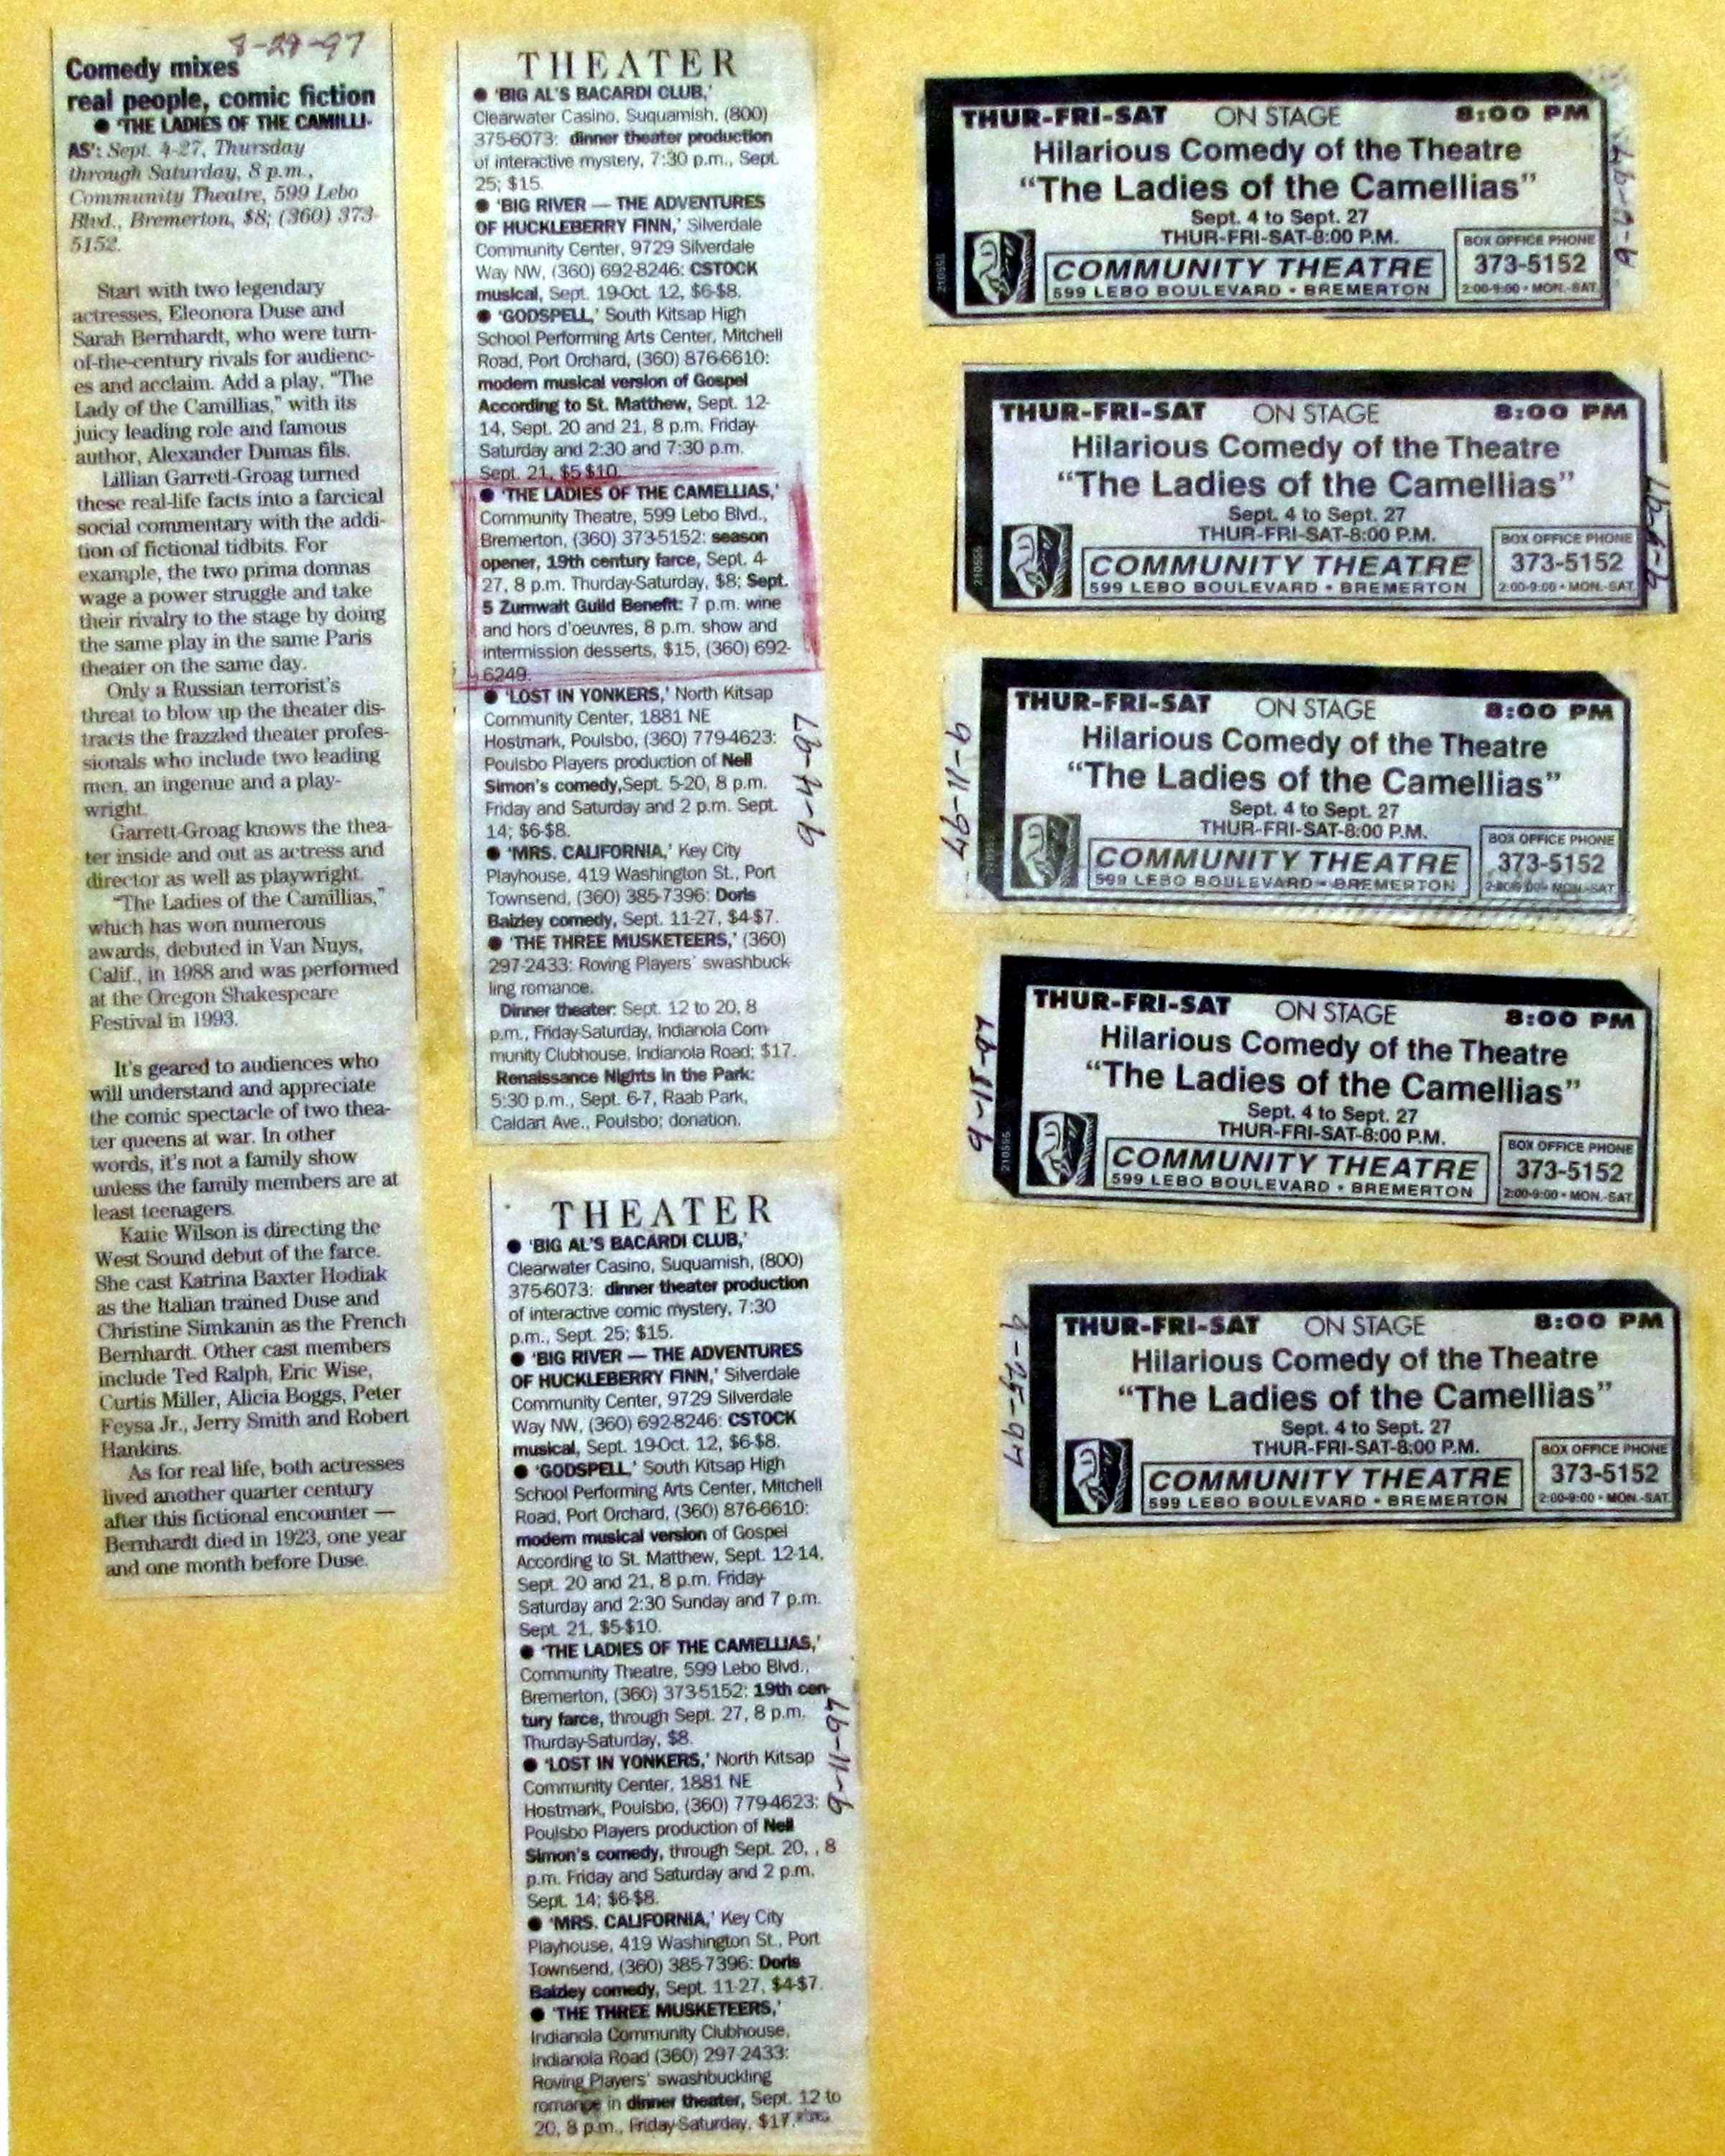 8-28-97
Comedy mixes
real people, comic fiction
● 'THE LADIES OF THE CAMILLI-
AS': Sept. 4-27, Thursday
through Saturday, 8 p.m.,
Community Theatre, 599 Lebo
Blvd., Bremerton, $8; (360) 373-
5152.
Start with two legendary
actresses, Eleonora Duse and
Sarah Bernhardt, who were turn-
of-the-century rivals for audienc-
es and acclaim. Add a play, "The
Lady of the Camillias," with its
juicy leading role and famous
author, Alexander Dumas fils.
Lillian Garrett-Groag turned
these real-life facts into a farcical
social commentary with the addi-
tion of fictional tidbits. For
example, the two prima donnas
wage a power struggle and take
their rivalry to the stage by doing
the same play in the same Paris
theater on the same day.
Only a Russian terrorist's
threat to blow up the theater dis-
tracts the frazzled theater profes-
sionals who include two leading
men, an ingenue and a play-
wright.
Garrett-Groag knows the thea-
ter inside and out as actress and
director as well as playwright.
"The Ladies of the Camillias,"
which has won numerous
awards, debuted in Van Nuys,
Calif., in 1988 and was performed
at the Oregon Shakespeare
Festival in 1993.
It's geared to audiences who
will understand and appreciate
the comic spectacle of two thea-
ter queens at war. In other
words, it's not a family show
unless the family members are at
least teenagers.
Katie Wilson is directing the
West Sound debut of the farce.
She cast Katrina Baxter Hodiak
as the Italian trained Duse and
Christine Simkanin as the French
Bernhardt. Other cast members
include Ted Ralph, Eric Wise,
Curtis Miller, Alicia Boggs, Peter
Feysa Jr., Jerry Smith and Robert
Hankins.
As for real life, both actresses
lived another quarter century
after this fictional encounter —
Bernhardt died in 1923, one year
and one month before Duse.
THEATER
● 'BIG AL'S BACARDI CLUB,'
Clearwater Casino, Suquamish, (800)
375-6073: dinner theater production
of interactive mystery, 7:30 p.m., Sept.
25; $15.
● 'BIG RIVER — THE ADVENTURES
OF HUCKLEBERRY FINN,' Silverdale
Community Center, 9729 Silverdale
Way NW, (360) 692-8246: CSTOCK
musical, Sept. 19-Oct. 12, $6-$8.
● 'GODSPELL,' South Kitsap High
School Performing Arts Center, Mitchell
Road, Port Orchard, (360) 876-6610:
modern musical version of Gospel
According to St. Matthew, Sept. 12-
14, Sept. 20 and 21, 8 p.m. Friday-
Saturday and 2:30 and 7:30 p.m.
Sept. 21, $5-$10.
● 'THE LADIES OF THE CAMELLIAS,'
Community Theatre, 599 Lebo Blvd.,
Bremerton, (360) 373-5152: season
opener, 19th century farce, Sept. 4-
27, 8 p.m. Thurday-Saturday, $8; Sept.
5 Zumwalt Guild Benefit: 7 p.m. wine
and hors d'oeuvres, 8 p.m. show and
intermission desserts, $15, (360) 692-
6249.
● 'LOST IN YONKERS,' North Kitsap
Community Center, 1881 NE
Hostmark, Poulsbo, (360) 779-4623:
Poulsbo Players production of Neil
Simon's comedy,Sept. 5-20, 8 p.m.
Friday and Saturday and 2 p.m. Sept.
14; $6-$8.
● 'MRS. CALIFORNIA,' Key City
Playhouse, 419 Washington St., Port
Townsend, (360) 385-7396: Doris
Baizley comedy, Sept. 11-27, $4-$7.
● 'THE THREE MUSKETEERS,' (360)
297-2433: Roving Players' swashbuck-
ling romance.
Dinner theater: Sept. 12 to 20, 8
p.m., Friday-Saturday, Indianola Com-
munity Clubhouse, Indianola Road; $17.
Renaissance Nights in the Park:
5:30 p.m., Sept. 6-7, Raab Park,
Caldart Ave., Poulsbo; donation.
9-4-97
THEATER
● 'BIG AL'S BACARDI CLUB,'
Clearwater Casino, Suquamish, (800)
375-6073: dinner theater production
of interactive comic mystery, 7:30
p.m., Sept. 25; $15.
● 'BIG RIVER — THE ADVENTURES
OF HUCKLEBERRY FINN,' Silverdale
Community Center, 9729 Silverdale
Way NW, (360) 692-8246: CSTOCK
musical, Sept. 19-Oct. 12, $6-$8.
● 'GODSPELL,' South Kitsap High
School Performing Arts Center, Mitchell
Road, Port Orchard, (360) 876-6610:
modern musical version of Gospel
According to St. Matthew, Sept. 12-14,
Sept. 20 and 21, 8 p.m. Friday-
Saturday and 2:30 Sunday and 7 p.m.
Sept. 21, $5-$10.
● 'THE LADIES OF THE CAMELLIAS,'
Community Theatre, 599 Lebo Blvd.,
Bremerton, (360) 373-5152: 19th cen-
tury farce, through Sept. 27, 8 p.m.
Thurday-Saturday, $8.
● 'LOST IN YONKERS,' North Kitsap
Community Center, 1881 NE
Hostmark, Poulsbo, (360) 779-4623:
Poulsbo Players production of Neil
Simon's comedy, through Sept. 20, , 8
p.m. Friday and Saturday and 2 p.m.
Sept. 14; $6-$8.
● 'MRS. CALIFORNIA,' Key City
Playhouse, 419 Washington St., Port
Townsend, (360) 385-7396: Doris
Baizley comedy, Sept. 11-27, $4-$7.
● 'THE THREE MUSKETEERS,'
Indianola Community Clubhouse,
Indianola Road (360) 297-2433:
Roving Players' swashbuckling
romance in dinner theater, Sept. 12 to
20, 8 p.m., Friday-Saturday, $17.
9-11-97
THUR-FRI-SAT ON STAGE 8:00 PM
Hilarious Comedy of the Theatre
"The Ladies of the Camellias"
Sept. 4 to Sept. 27
THUR-FRI-SAT-8:00 P.M.
COMMUNITY THEATRE
599 LEBO BOULEVARD • BREMERTON
BOX OFFICE PHONE
373-5152
2:00-9:00 • MON.-SAT.
210555
THUR-FRI-SAT ON STAGE 8:00 PM
Hilarious Comedy of the Theatre
"The Ladies of the Camellias"
Sept. 4 to Sept. 27
THUR-FRI-SAT-8:00 P.M.
COMMUNITY THEATRE
599 LEBO BOULEVARD • BREMERTON
BOX OFFICE PHONE
373-5152
2:00-9:00 • MON.-SAT.
210555
THUR-FRI-SAT ON STAGE 8:00 PM
Hilarious Comedy of the Theatre
"The Ladies of the Camellias"
Sept. 4 to Sept. 27
THUR-FRI-SAT-8:00 P.M.
COMMUNITY THEATRE
599 LEBO BOULEVARD • BREMERTON
BOX OFFICE PHONE
373-5152
2:00-9:00 • MON.-SAT.
9-11-97
THUR-FRI-SAT ON STAGE 8:00 PM
Hilarious Comedy of the Theatre
"The Ladies of the Camellias"
Sept. 4 to Sept. 27
THUR-FRI-SAT-8:00 P.M.
COMMUNITY THEATRE
599 LEBO BOULEVARD • BREMERTON
BOX OFFICE PHONE
373-5152
2:00-9:00 • MON.-SAT.
210555
9-18-97
THUR-FRI-SAT ON STAGE 8:00 PM
Hilarious Comedy of the Theatre
"The Ladies of the Camellias"
Sept. 4 to Sept. 27
THUR-FRI-SAT-8:00 P.M.
COMMUNITY THEATRE
599 LEBO BOULEVARD • BREMERTON
BOX OFFICE PHONE
373-5152
2:00-9:00 • MON.-SAT.
9-25-97